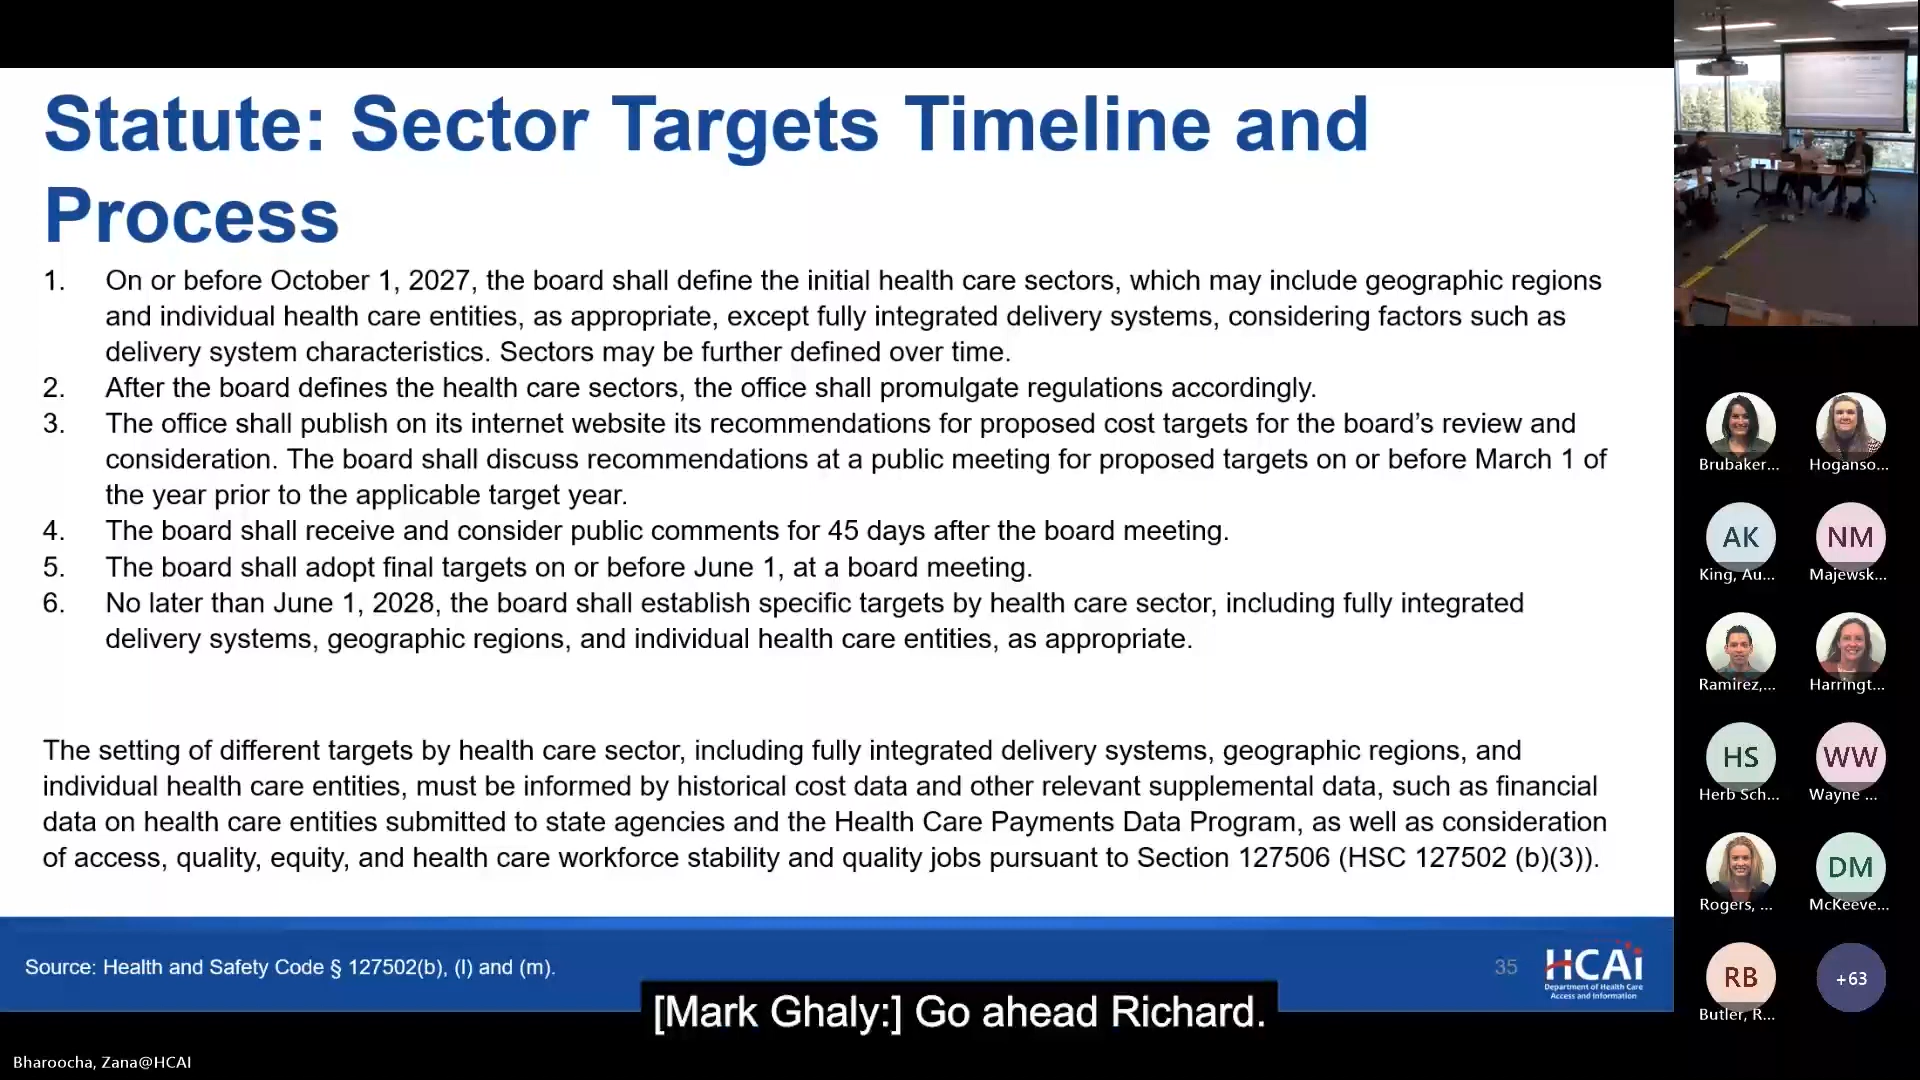 Statute: Sector Targets Timeline and
Process
1. On or before October 1, 2027, the board shall define the initial health care sectors, which may include geographic regions
and individual health care entities, as appropriate, except fully integrated delivery systems, considering factors such as
delivery system characteristics. Sectors may be further defined over time.
2. After the board defines the health care sectors, the office shall promulgate regulations accordingly.
3. The office shall publish on its internet website its recommendations for proposed cost targets for the board’s review and
consideration. The board shall discuss recommendations at a public meeting for proposed targets on or before March 1 of
the year prior to the applicable target year.
4. The board shall receive and consider public comments for 45 days after the board meeting.
5. The board shall adopt final targets on or before June 1, at a board meeting.
6. No later than June 1, 2028, the board shall establish specific targets by health care sector, including fully integrated
delivery systems, geographic regions, and individual health care entities, as appropriate.
The setting of different targets by health care sector, including fully integrated delivery systems, geographic regions, and
individual health care entities, must be informed by historical cost data and other relevant supplemental data, such as financial
data on health care entities submitted to state agencies and the Health Care Payments Data Program, as well as consideration
of access, quality, equity, and health care workforce stability and quality jobs pursuant to Section 127506 (HSC 127502 (b)(3)).
Source: Health and Safety Code § 127502(b), (l) and (m).
35
HCAi
Department of Health Care
Access and Information
[Mark Ghaly:] Go ahead Richard.
Bharoocha, Zana@HCAI
Brubaker...
Hoganso...
AK
NM
King, Au...
Majewsk...
Ramirez,...
Harringt...
HS
WW
Herb Sch...
Wayne ...
DM
Rogers, ...
McKeeve...
RB
+63
Butler, R...